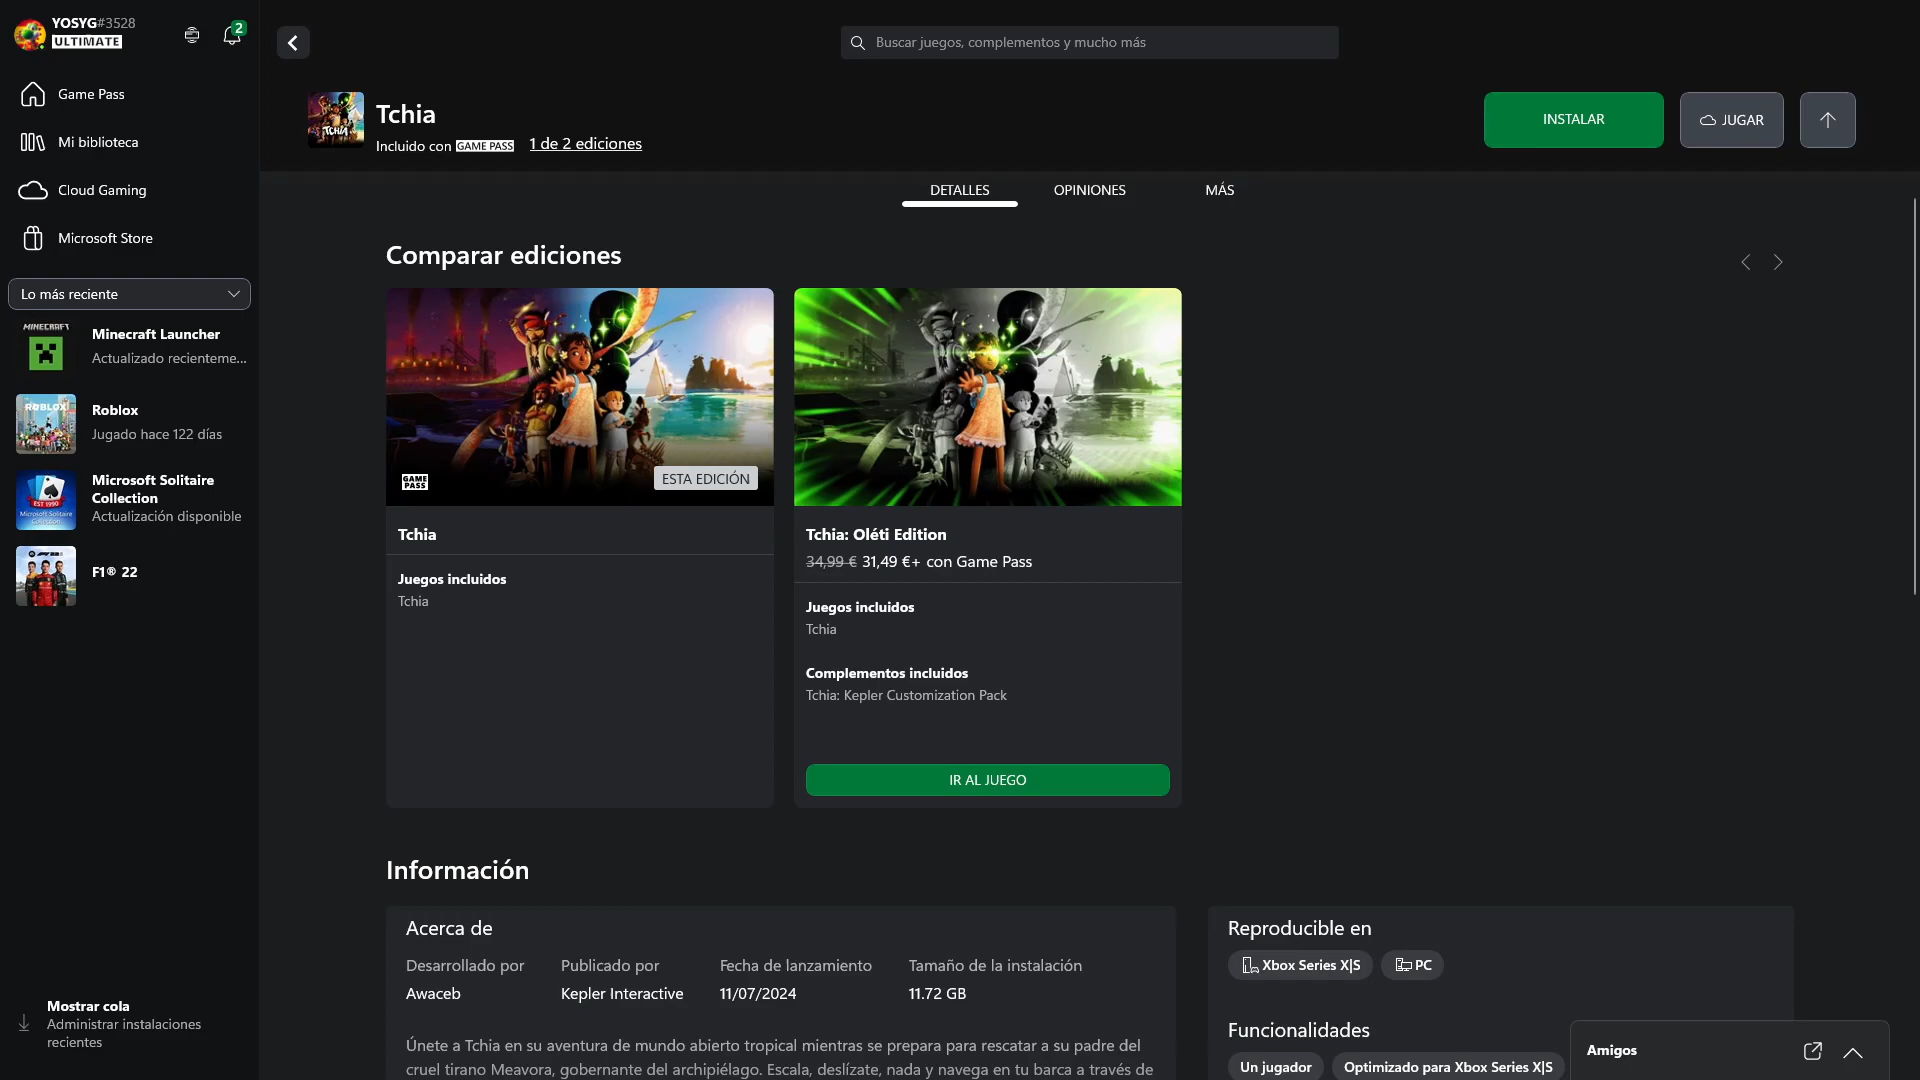 YOSYG#3528
ULTIMATE
2
Game Pass
Mi biblioteca
Cloud Gaming
Microsoft Store
Lo más reciente
MINECRAFT
Minecraft Launcher
Actualizado recienteme...
ROBLOX
Roblox
Jugado hace 122 días
EST 1990
Microsoft Solitaire
Collection
Microsoft Solitaire
Collection
Actualización disponible
F1® 22
Mostrar cola
Administrar instalaciones
recientes
Buscar juegos, complementos y mucho más
TCHIA
Tchia
Incluido con GAME PASS 1 de 2 ediciones
INSTALAR
JUGAR
DETALLES
OPINIONES
MÁS
Comparar ediciones
GAME
PASS
ESTA EDICIÓN
Tchia
Juegos incluidos
Tchia
Tchia: Oléti Edition
34,99 € 31,49 €+ con Game Pass
Juegos incluidos
Tchia
Complementos incluidos
Tchia: Kepler Customization Pack
IR AL JUEGO
Información
Acerca de
Desarrollado por
Awaceb
Publicado por
Kepler Interactive
Fecha de lanzamiento
11/07/2024
Tamaño de la instalación
11.72 GB
Únete a Tchia en su aventura de mundo abierto tropical mientras se prepara para rescatar a su padre del
cruel tirano Meavora, gobernante del archipiélago. Escala, deslízate, nada y navega en tu barca a través de
Reproducible en
Xbox Series X|S
PC
Funcionalidades
Un jugador
Optimizado para Xbox Series X|S
Amigos